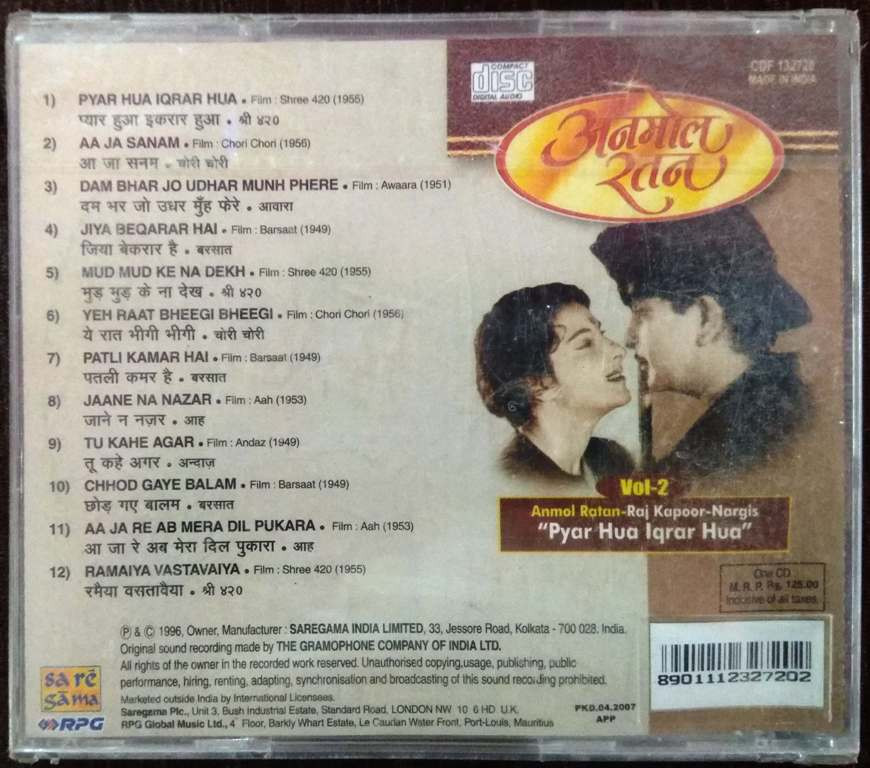 1) PYAR HUA IQRAR HUA • Film : Shree 420 (1955)
प्यार हुआ इकरार हुआ • श्री ४२०
2) AA JA SANAM • Film : Chori Chori (1956)
आ जा सनम • चोरी चोरी
3) DAM BHAR JO UDHAR MUNH PHERE • Film : Awaara (1951)
दम भर जो उधर मुँह फेरे • आवारा
4) JIYA BEQARAR HAI • Film : Barsaat (1949)
जिया बेकरार है • बरसात
5) MUD MUD KE NA DEKH • Film : Shree 420 (1955)
मुड़ मुड़ के ना देख • श्री ४२०
6) YEH RAAT BHEEGI BHEEGI • Film : Chori Chori (1956)
ये रात भीगी भीगी • चोरी चोरी
7) PATLI KAMAR HAI • Film : Barsaat (1949)
पतली कमर है • बरसात
8) JAANE NA NAZAR • Film : Aah (1953)
जाने न नज़र • आह
9) TU KAHE AGAR • Film : Andaz (1949)
तू कहे अगर • अन्दाज़
10) CHHOD GAYE BALAM • Film : Barsaat (1949)
छोड़ गए बालम • बरसात
11) AA JA RE AB MERA DIL PUKARA • Film : Aah (1953)
आ जा रे अब मेरा दिल पुकारा • आह
12) RAMAIYA VASTAVAIYA • Film : Shree 420 (1955)
रमैया वसतावैया • श्री ४२०
COMPACT
disc
DIGITAL AUDIO
CDF 132720
MADE IN INDIA
अनमोल
रतन
Vol-2
Anmol Ratan-Raj Kapoor-Nargis
"Pyar Hua Iqrar Hua"
One CD
M. R. P. Rs. 125.00
Inclusive of all taxes.
℗ & © 1996, Owner, Manufacturer : SAREGAMA INDIA LIMITED, 33, Jessore Road, Kolkata - 700 028. India.
Original sound recording made by THE GRAMOPHONE COMPANY OF INDIA LTD.
All rights of the owner in the recorded work reserved. Unauthorised copying,usage, publishing, public
performance, hiring, renting, adapting, synchronisation and broadcasting of this sound recording prohibited.
Marketed outside India by International Licensees.
Saregama Plc., Unit 3, Bush Industrial Estate, Standard Road, LONDON NW 10 6 HD U.K.
RPG Global Music Ltd., 4 Floor, Barkly Whart Estate, Le Caudan Water Front, Port-Louis, Mauritius
PKD.04.2007
APP
sa rē
gāma
RPG
8901112327202